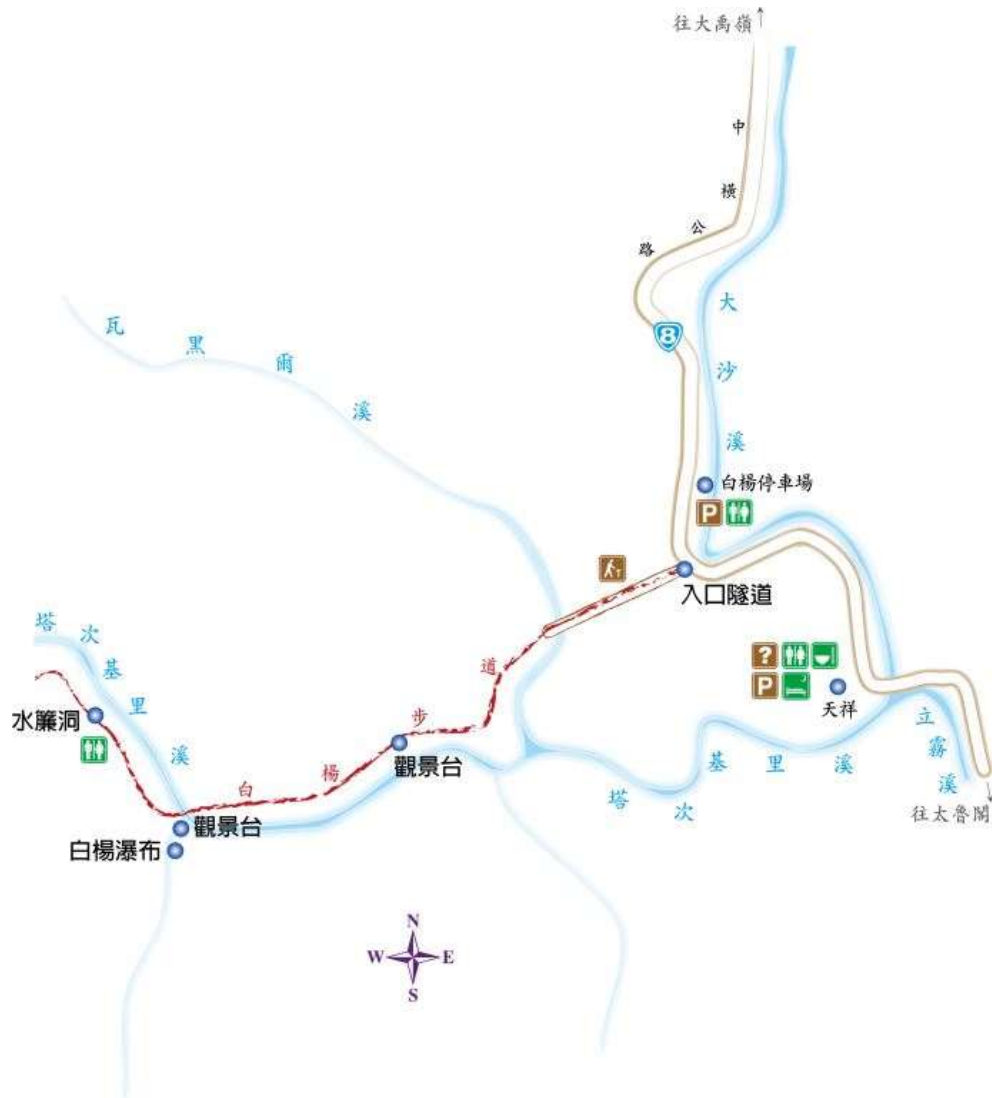 往大禹嶺
中橫公路
8
大沙溪
瓦黑爾溪
白楊停車場
P
入口隧道
塔次基里溪
?
P
天祥
水簾洞
白楊步道
觀景台
觀景台
白楊瀑布
塔次基里溪
立霧溪
往太魯閣
N
W
E
S